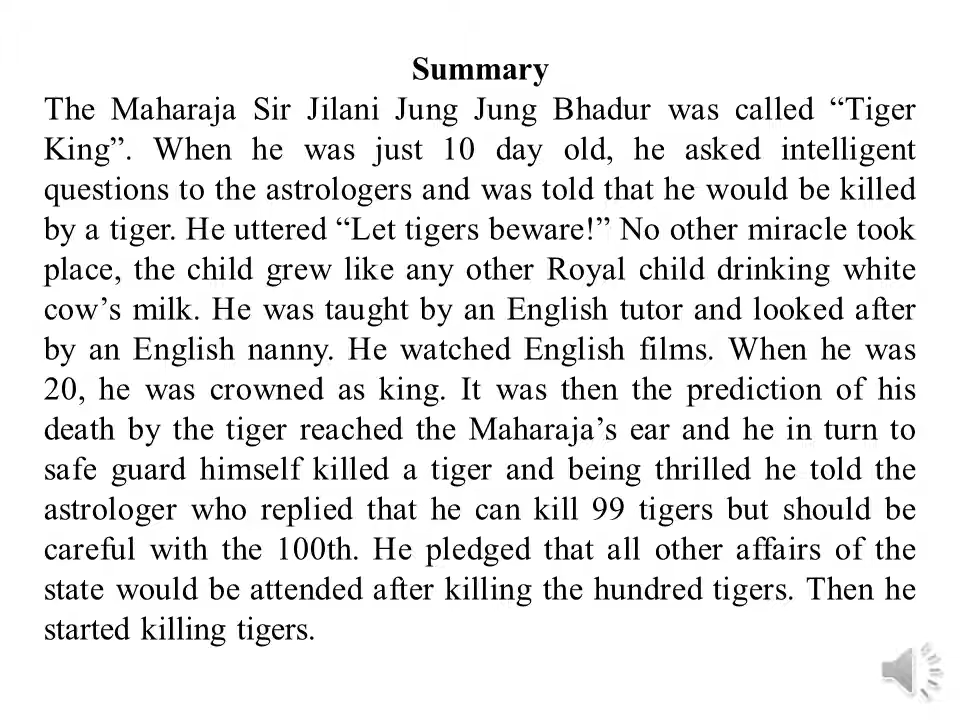 Summary
The Maharaja Sir Jilani Jung Jung Bhadur was called “Tiger
King”. When he was just 10 day old, he asked intelligent
questions to the astrologers and was told that he would be killed
by a tiger. He uttered “Let tigers beware!” No other miracle took
place, the child grew like any other Royal child drinking white
cow’s milk. He was taught by an English tutor and looked after
by an English nanny. He watched English films. When he was
20, he was crowned as king. It was then the prediction of his
death by the tiger reached the Maharaja’s ear and he in turn to
safe guard himself killed a tiger and being thrilled he told the
astrologer who replied that he can kill 99 tigers but should be
careful with the 100th. He pledged that all other affairs of the
state would be attended after killing the hundred tigers. Then he
started killing tigers.